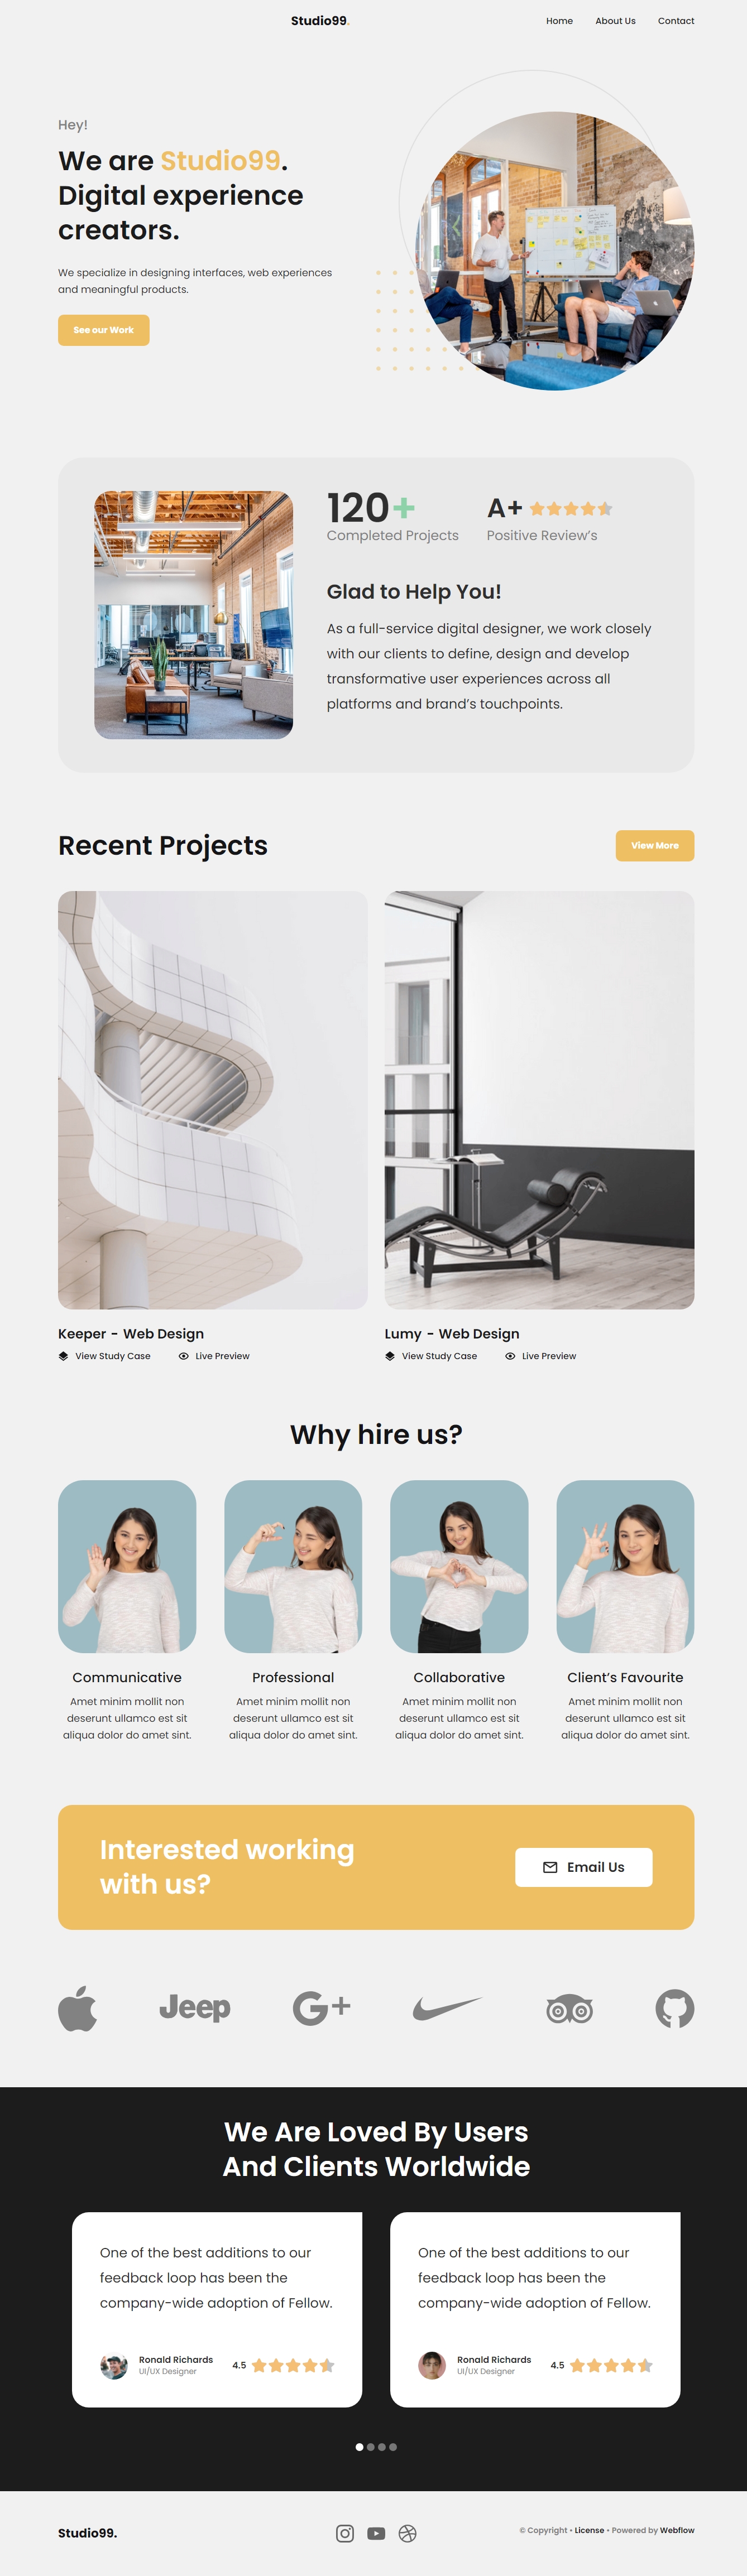 Studio99.
Home
About Us
Contact
Hey!
We are Studio99.
Digital experience
creators.
We specialize in designing interfaces, web experiences
and meaningful products.
See our Work
120+
Completed Projects
A+
Positive Review's
Glad to Help You!
As a full-service digital designer, we work closely
with our clients to define, design and develop
transformative user experiences across all
platforms and brand's touchpoints.
Recent Projects
View More
Keeper - Web Design
View Study Case
Live Preview
Lumy - Web Design
View Study Case
Live Preview
Why hire us?
Communicative
Amet minim mollit non
deserunt ullamco est sit
aliqua dolor do amet sint.
Professional
Amet minim mollit non
deserunt ullamco est sit
aliqua dolor do amet sint.
Collaborative
Amet minim mollit non
deserunt ullamco est sit
aliqua dolor do amet sint.
Client's Favourite
Amet minim mollit non
deserunt ullamco est sit
aliqua dolor do amet sint.
Interested working
with us?
Email Us
Jeep
G+
We Are Loved By Users
And Clients Worldwide
One of the best additions to our
feedback loop has been the
company-wide adoption of Fellow.
Ronald Richards
UI/UX Designer
4.5
One of the best additions to our
feedback loop has been the
company-wide adoption of Fellow.
Ronald Richards
UI/UX Designer
4.5
Studio99.
© Copyright • License • Powered by Webflow